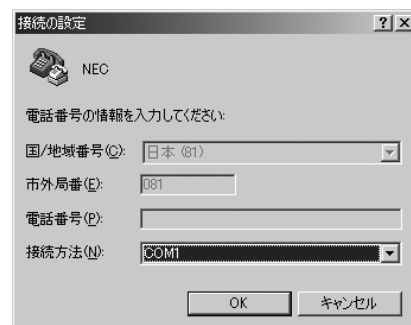 接続の設定
NEC
電話番号の情報を入力してください:
国/地域番号(C): 日本 (81)
市外局番(E): 081
電話番号(P):
接続方法(N): COM1
OK キャンセル